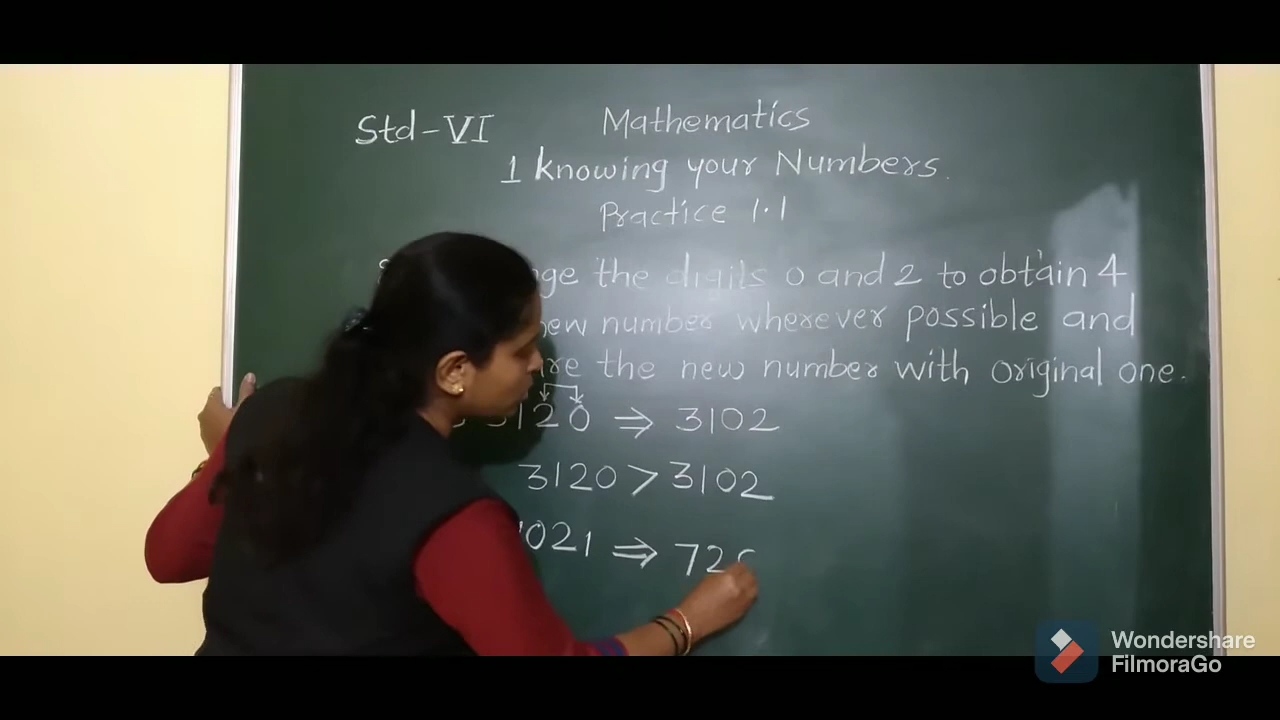 Std-VI Mathematics
1 knowing your Numbers.
Practice 1.1
the digits 0 and 2 to obtain 4
new number wherever possible and
the new number with original one.
3120 ⇒ 3102
3120 > 3102
021 ⇒ 72
Wondershare
FilmoraGo